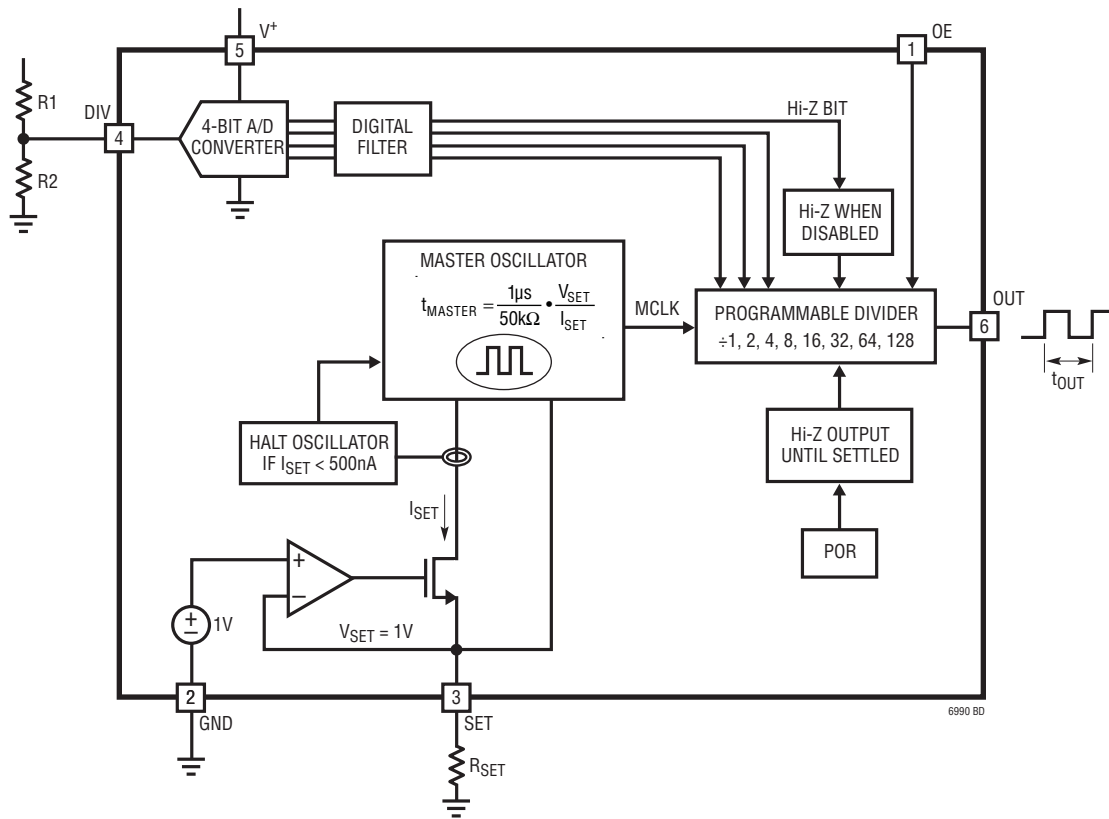 V⁺
5
OE
1
R1
DIV
4
R2
4-BIT A/D
CONVERTER
DIGITAL
FILTER
Hi-Z BIT
Hi-Z WHEN
DISABLED
MASTER OSCILLATOR
tMASTER = 1µs/50kΩ • VSET/ISET
MCLK
PROGRAMMABLE DIVIDER
÷1, 2, 4, 8, 16, 32, 64, 128
OUT
6
tOUT
HALT OSCILLATOR
IF ISET < 500nA
Hi-Z OUTPUT
UNTIL SETTLED
ISET
POR
+
−
+
−
1V
VSET = 1V
2
GND
3
SET
RSET
6990 BD